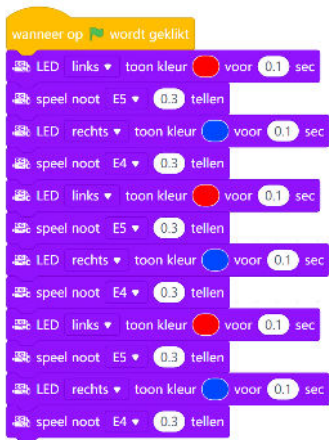 wanneer op wordt geklikt
LED links ▾ toon kleur voor 0.1 sec
speel noot E5 ▾ 0.3 tellen
LED rechts ▾ toon kleur voor 0.1 sec
speel noot E4 ▾ 0.3 tellen
LED links ▾ toon kleur voor 0.1 sec
speel noot E5 ▾ 0.3 tellen
LED rechts ▾ toon kleur voor 0.1 sec
speel noot E4 ▾ 0.3 tellen
LED links ▾ toon kleur voor 0.1 sec
speel noot E5 ▾ 0.3 tellen
LED rechts ▾ toon kleur voor 0.1 sec
speel noot E4 ▾ 0.3 tellen